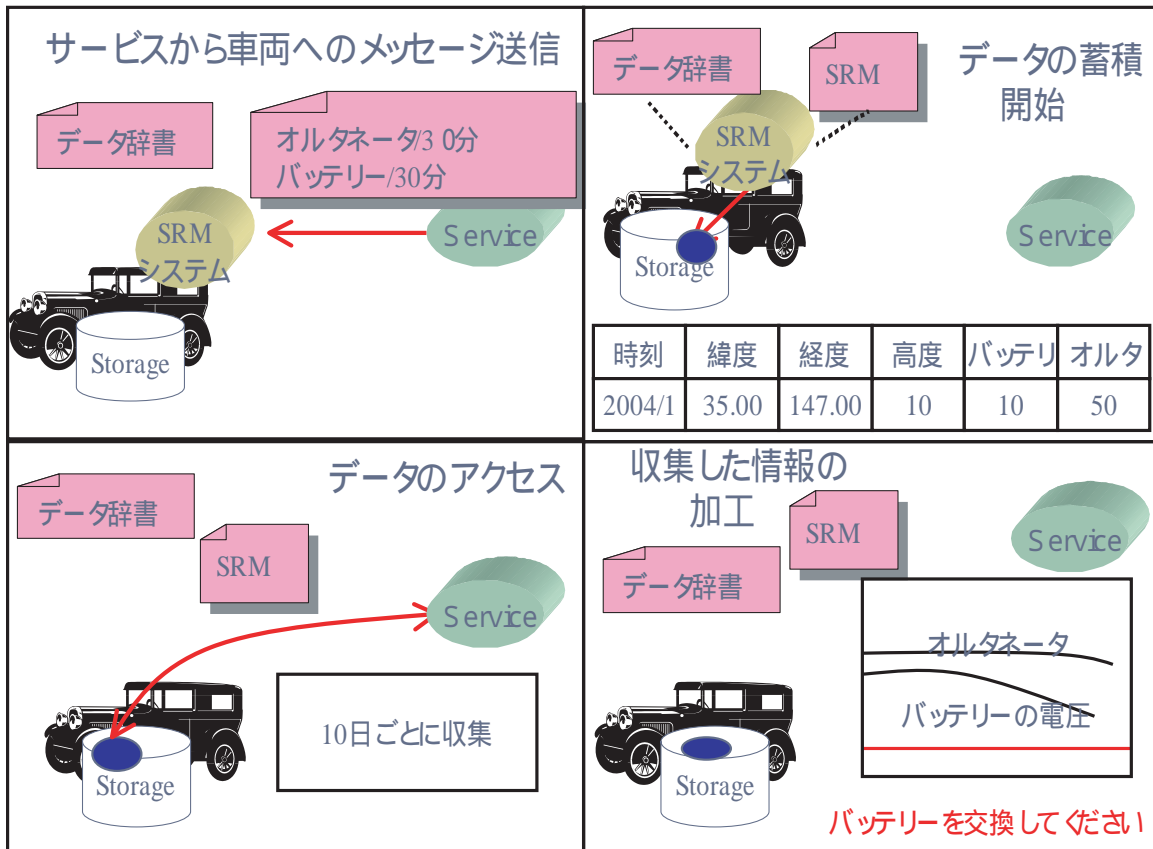 サービスから車両へのメッセージ送信
データ辞書
オルタネータ/30分
バッテリー/30分
SRM
システム
Service
Storage
データの蓄積
開始
データ辞書
SRM
SRM
システム
Storage
Service
時刻 緯度 経度 高度 バッテリ オルタ
2004/1 35.00 147.00 10 10 50
データのアクセス
データ辞書
SRM
Service
10日ごとに収集
Storage
収集した情報の
加工
SRM
Service
データ辞書
オルタネータ
バッテリーの電圧
Storage
バッテリーを交換してください